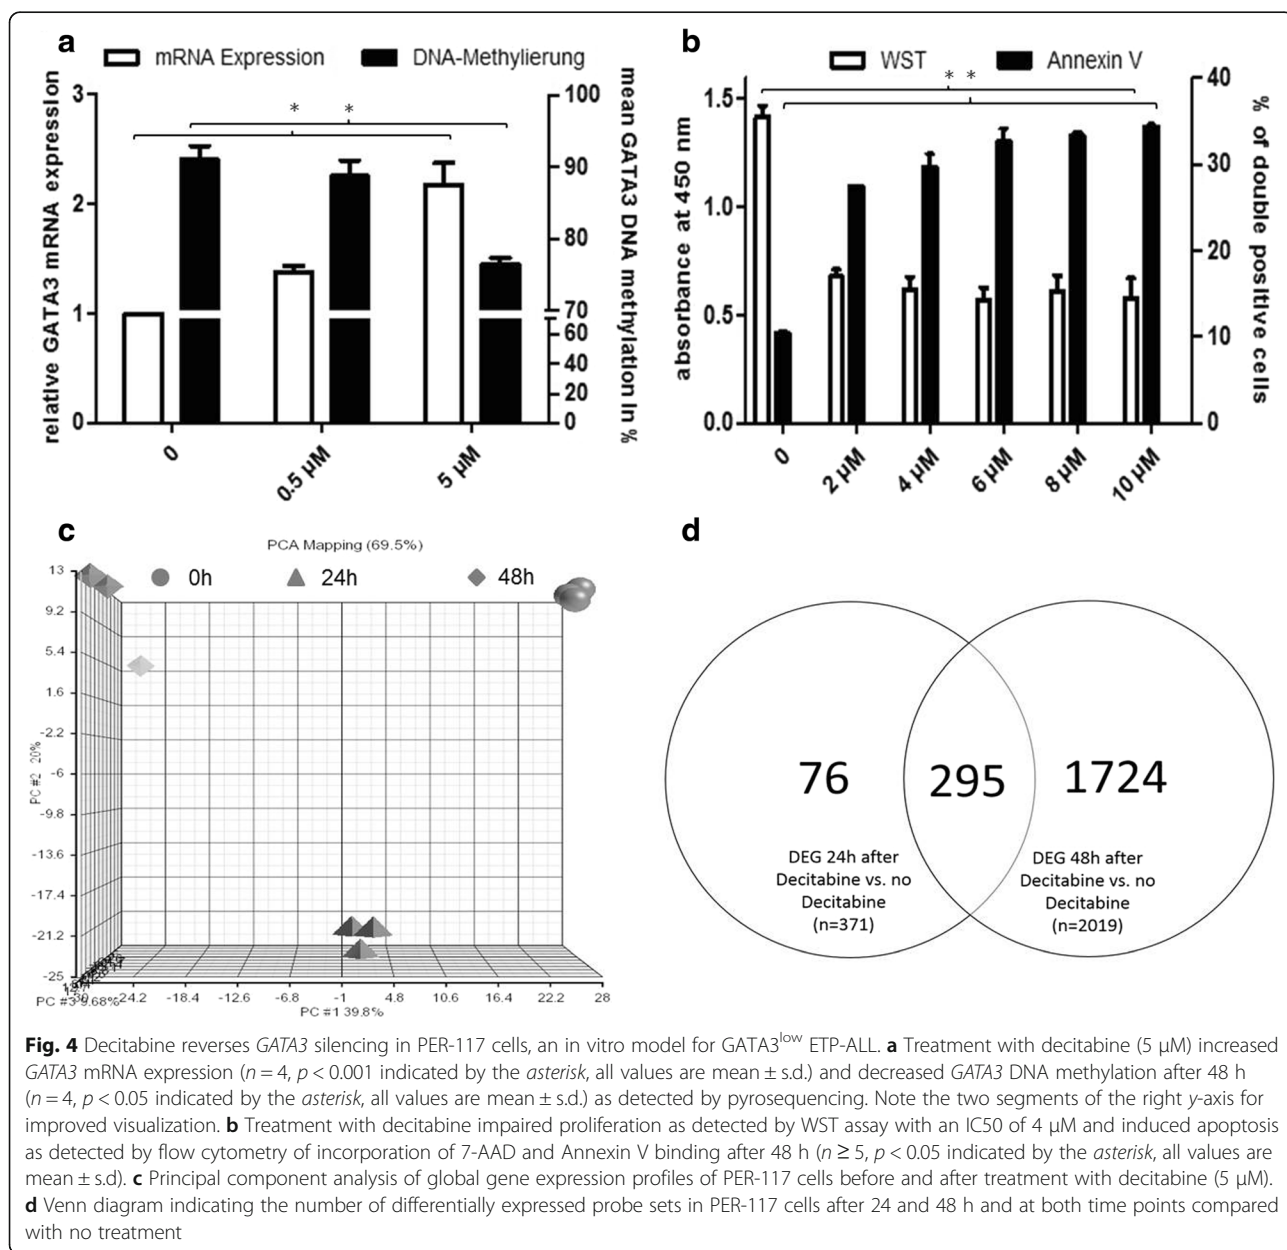 a
mRNA Expression
DNA-Methylierung
relative GATA3 mRNA expression
3
2
1
0
* *
mean GATA3 DNA methylation in %
100
90
80
70
60
40
20
0
0
0.5 µM
5 µM
b
WST
Annexin V
absorbance at 450 nm
1.5
1.0
0.5
0.0
* *
% of double positive cells
40
30
20
10
0
0
2 µM
4 µM
6 µM
8 µM
10 µM
c
PCA Mapping (69.5%)
0h
24h
48h
13
9.2
5.4
1.6
-2.2
-6
-9.8
-13.6
-17.4
-21.2
-25
PC #2 20%
PC #3 9.68%
-30
-24.2
-18.4
-12.6
-6.8
-1
4.8
10.6
16.4
22.2
28
PC #1 39.8%
d
76
295
1724
DEG 24h after
Decitabine vs. no
Decitabine
(n=371)
DEG 48h after
Decitabine vs. no
Decitabine
(n=2019)
Fig. 4 Decitabine reverses GATA3 silencing in PER-117 cells, an in vitro model for GATA3low ETP-ALL. a Treatment with decitabine (5 µM) increased
GATA3 mRNA expression (n = 4, p < 0.001 indicated by the asterisk, all values are mean ± s.d.) and decreased GATA3 DNA methylation after 48 h
(n = 4, p < 0.05 indicated by the asterisk, all values are mean ± s.d.) as detected by pyrosequencing. Note the two segments of the right y-axis for
improved visualization. b Treatment with decitabine impaired proliferation as detected by WST assay with an IC50 of 4 µM and induced apoptosis
as detected by flow cytometry of incorporation of 7-AAD and Annexin V binding after 48 h (n ≥ 5, p < 0.05 indicated by the asterisk, all values are
mean ± s.d). c Principal component analysis of global gene expression profiles of PER-117 cells before and after treatment with decitabine (5 µM).
d Venn diagram indicating the number of differentially expressed probe sets in PER-117 cells after 24 and 48 h and at both time points compared
with no treatment